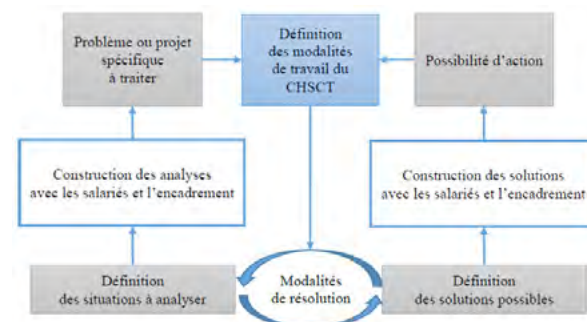 Problème ou projet
spécifique
à traiter
Définition
des modalités
de travail du
CHSCT
Possibilité d'action
Construction des analyses
avec les salariés et l'encadrement
Construction des solutions
avec les salariés et l'encadrement
Définition
des situations à analyser
Modalités
de résolution
Définition
des solutions possibles